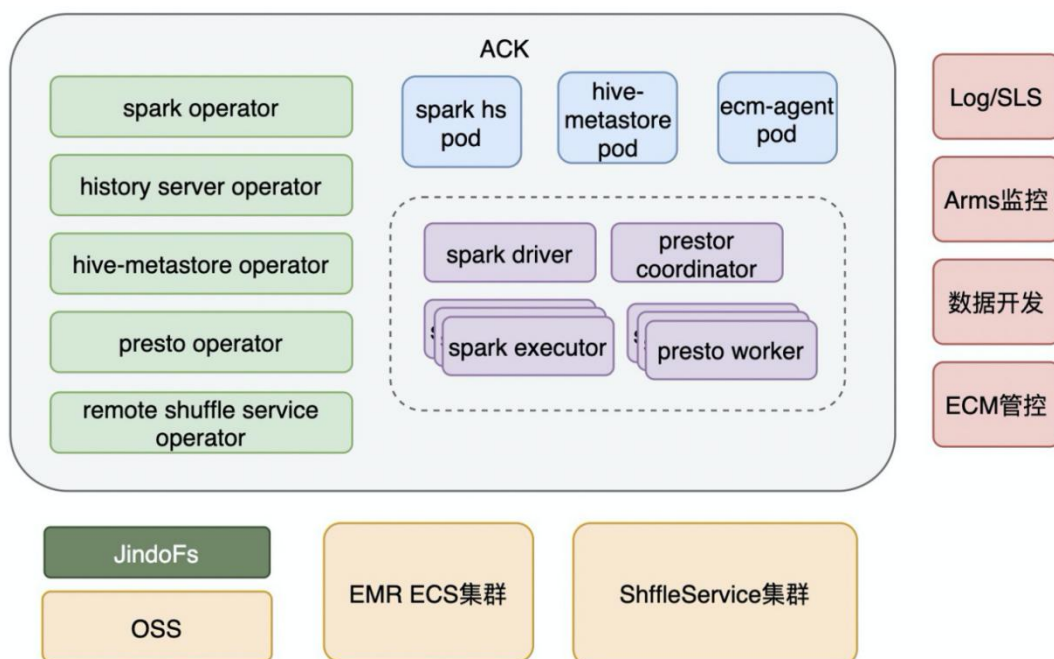 ACK
spark operator
history server operator
hive-metastore operator
presto operator
remote shuffle service
operator
spark hs
pod
hive-
metastore
pod
ecm-agent
pod
spark driver
prestor
coordinator
spark executor
presto worker
Log/SLS
Arms监控
数据开发
ECM管控
JindoFs
OSS
EMR ECS集群
ShffleService集群